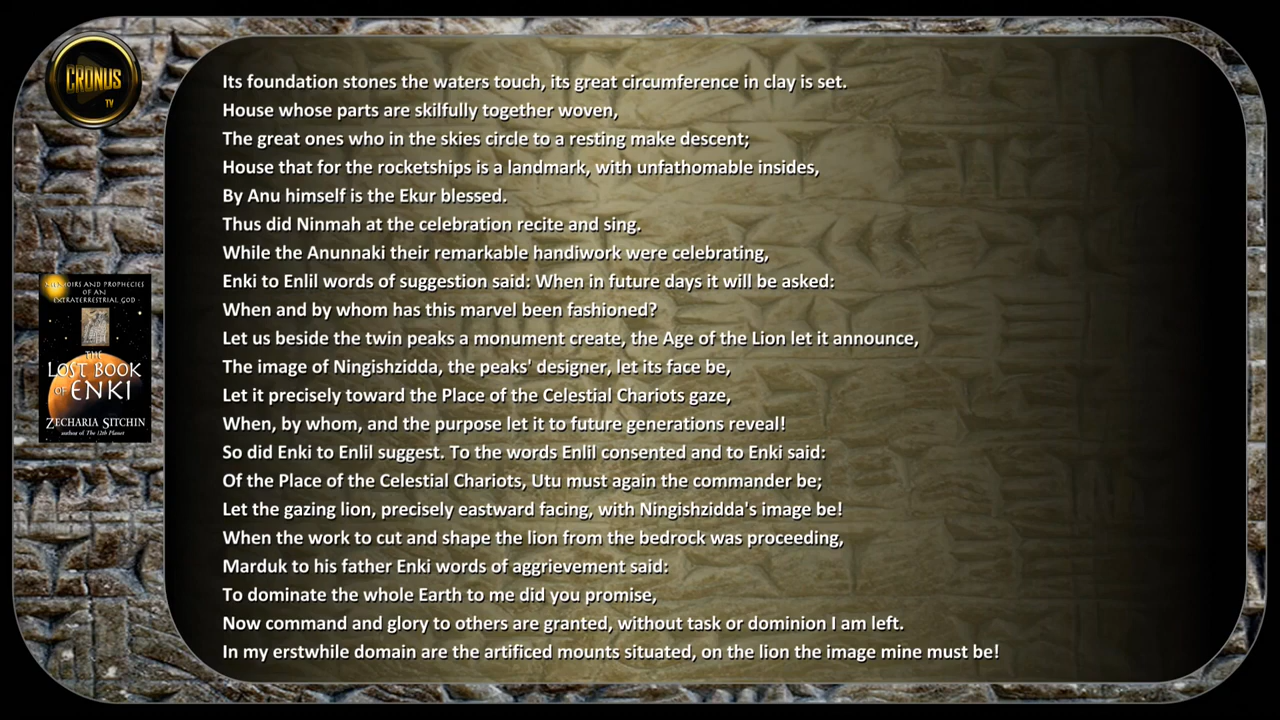 CRONUS
TV
Its foundation stones the waters touch, its great circumference in clay is set.
House whose parts are skilfully together woven,
The great ones who in the skies circle to a resting make descent;
House that for the rocketships is a landmark, with unfathomable insides,
By Anu himself is the Ekur blessed.
Thus did Ninmah at the celebration recite and sing.
While the Anunnaki their remarkable handiwork were celebrating,
Enki to Enlil words of suggestion said: When in future days it will be asked:
When and by whom has this marvel been fashioned?
Let us beside the twin peaks a monument create, the Age of the Lion let it announce,
The image of Ningishzidda, the peaks' designer, let its face be,
Let it precisely toward the Place of the Celestial Chariots gaze,
When, by whom, and the purpose let it to future generations reveal!
So did Enki to Enlil suggest. To the words Enlil consented and to Enki said:
Of the Place of the Celestial Chariots, Utu must again the commander be;
Let the gazing lion, precisely eastward facing, with Ningishzidda's image be!
When the work to cut and shape the lion from the bedrock was proceeding,
Marduk to his father Enki words of aggrievement said:
To dominate the whole Earth to me did you promise,
Now command and glory to others are granted, without task or dominion I am left.
In my erstwhile domain are the artificed mounts situated, on the lion the image mine must be!
MEMOIRS AND PROPHECIES
OF AN
EXTRATERRESTRIAL GOD
THE
LOST BOOK
OF ENKI
ZECHARIA SITCHIN
author of The 12th Planet